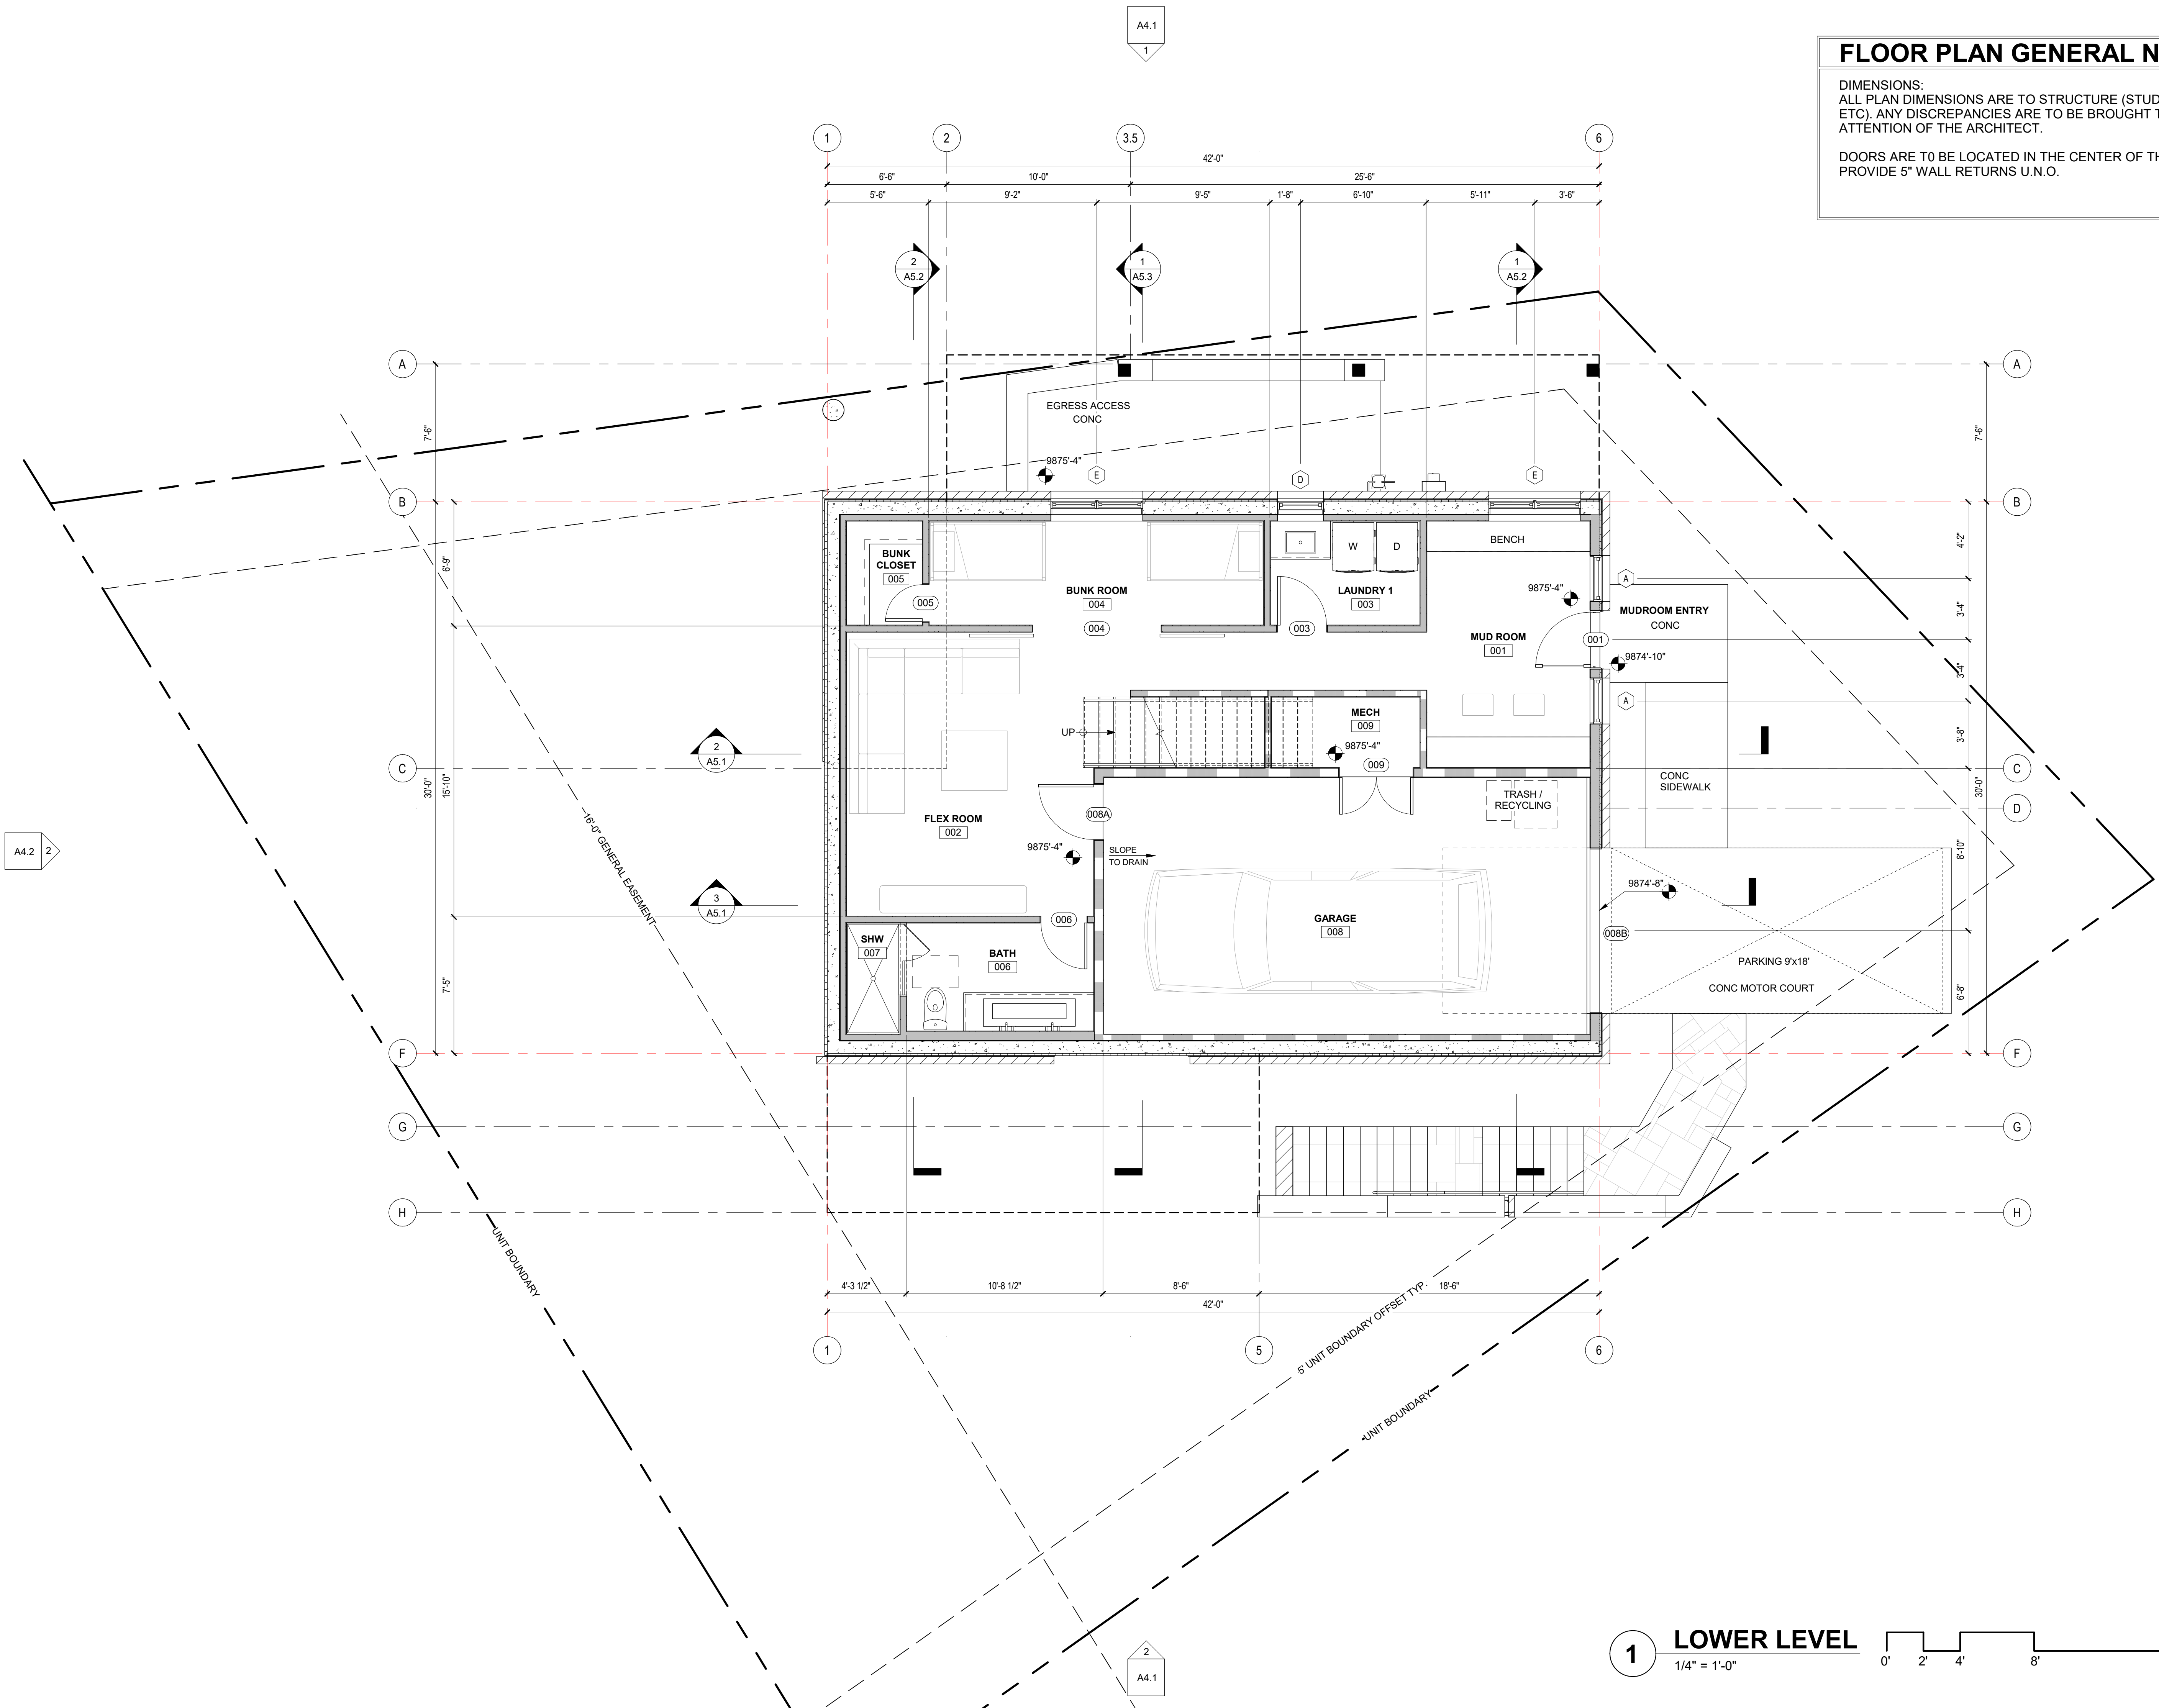 A4.1
1
FLOOR PLAN GENERAL N
DIMENSIONS:
ALL PLAN DIMENSIONS ARE TO STRUCTURE (STUD
ETC). ANY DISCREPANCIES ARE TO BE BROUGHT T
ATTENTION OF THE ARCHITECT.
DOORS ARE T0 BE LOCATED IN THE CENTER OF TH
PROVIDE 5" WALL RETURNS U.N.O.
1 2 3.5 6
42'-0"
6'-6" 10'-0" 25'-6"
5'-6" 9'-2" 9'-5" 1'-8" 6'-10" 5'-11" 3'-6"
2
A5.2
1
A5.3
1
A5.2
A A
EGRESS ACCESS
CONC
7'-6" 7'-6"
9875'-4"
E D E
B B
BENCH
W D
4'-2"
BUNK
CLOSET
005
6'-9"
005
BUNK ROOM
004
004
LAUNDRY 1
003
003
9875'-4"
A
MUDROOM ENTRY
CONC
3'-4"
MUD ROOM
001
001
9874'-10"
3'-4"
A
MECH
009
UP
9875'-4"
009
3'-8"
2
A5.1
C C
30'-0"
15'-10"
CONC
SIDEWALK
30'-0"
TRASH /
RECYCLING
D
FLEX ROOM
002
008A
9875'-4"
SLOPE
TO DRAIN
A4.2 2
16'-0" GENERAL EASEMENT
8'-10"
3
A5.1
9874'-8"
006
GARAGE
008
008B
SHW
007
BATH
006
PARKING 9'x18'
CONC MOTOR COURT
7'-5"
6'-8"
F F
G G
H H
UNIT BOUNDARY
4'-3 1/2" 10'-8 1/2" 8'-6" 18'-6"
42'-0"
5' UNIT BOUNDARY OFFSET TYP.
1 5 6
UNIT BOUNDARY
2
A4.1
1
LOWER LEVEL
1/4" = 1'-0"
0' 2' 4' 8'